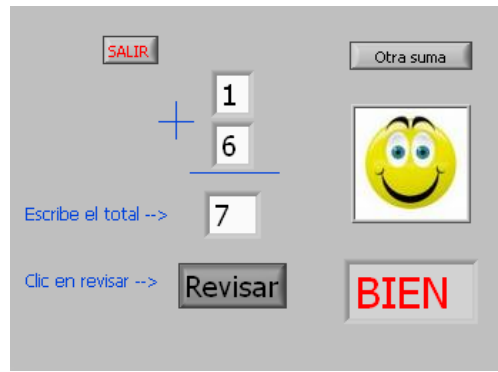 SALIR
Otra suma
1
+
6
Escribe el total -->
7
Clic en revisar -->
Revisar
BIEN